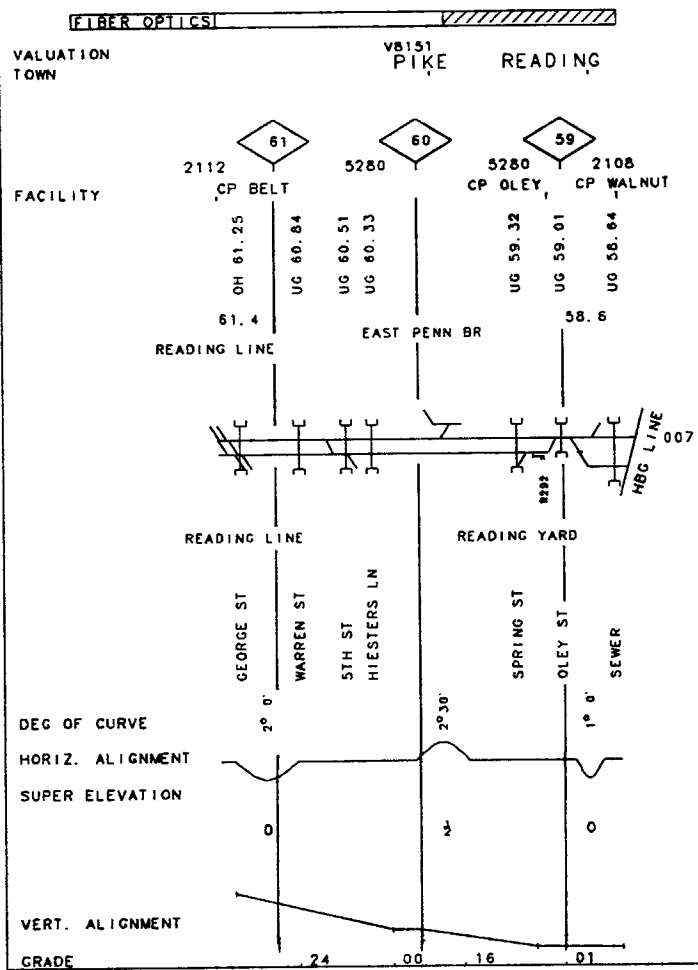 FIBER OPTICS
V8151
VALUATION
TOWN PIKE READING
61 60 59
2112 5280 5280 2108
FACILITY CP BELT CP OLEY CP WALNUT
OH 61.25
UG 60.84
UG 60.51
UG 60.33
UG 59.32
UG 59.01
UG 58.64
61.4 58.6
EAST PENN BR
READING LINE
HBG LINE
007
R292
READING LINE READING YARD
GEORGE ST
WARREN ST
5TH ST
HIESTERS LN
SPRING ST
OLEY ST
SEWER
DEG OF CURVE 2° 0' 2° 30' 1° 0'
HORIZ. ALIGNMENT
SUPER ELEVATION
0 0
VERT. ALIGNMENT
GRADE .24 .00 .16 .01